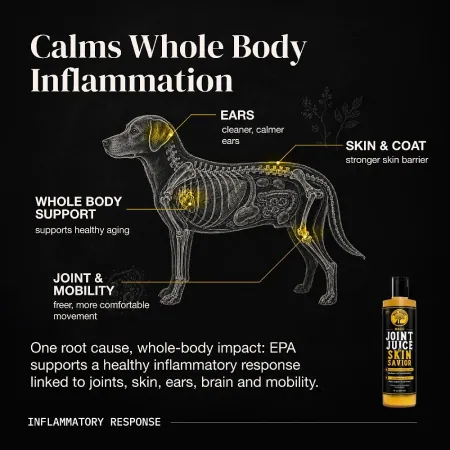 Calms Whole Body
Inflammation
EARS
cleaner, calmer
ears
SKIN & COAT
stronger skin barrier
WHOLE BODY
SUPPORT
supports healthy aging
JOINT &
MOBILITY
freer, more comfortable
movement
JOINT
JUICE
SKIN
SAVIOR
One root cause, whole-body impact: EPA
supports a healthy inflammatory response
linked to joints, skin, ears, brain and mobility.
INFLAMMATORY RESPONSE